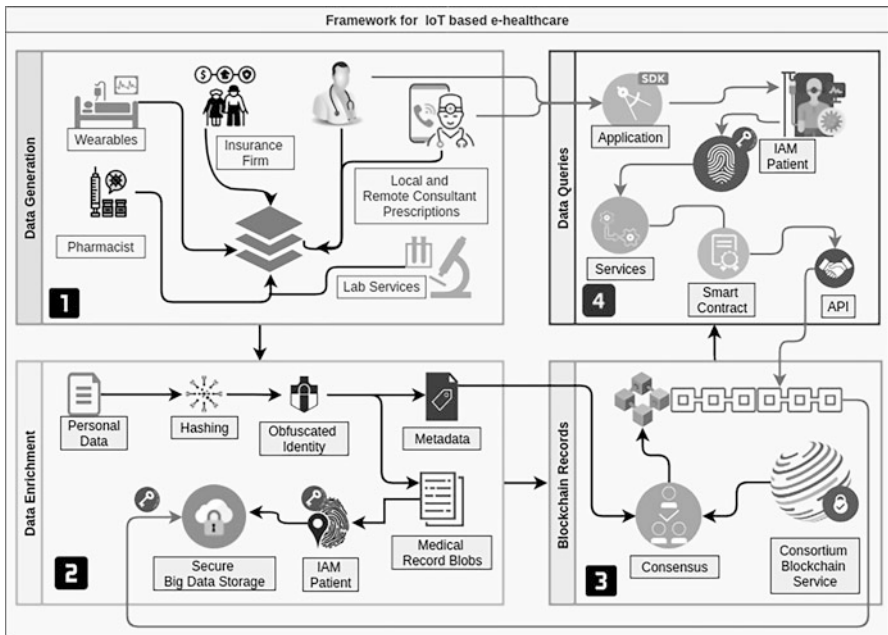 Framework for IoT based e-healthcare
Data Generation
Wearables
Insurance
Firm
Local and
Remote Consultant
Prescriptions
Pharmacist
Lab Services
1
Data Queries
SDK
Application
IAM
Patient
Services
Smart
Contract
API
4
Data Enrichment
Personal
Data
Hashing
Obfuscated
Identity
Metadata
Secure
Big Data Storage
IAM
Patient
Medical
Record Blobs
2
Blockchain Records
Consensus
Consortium
Blockchain
Service
3